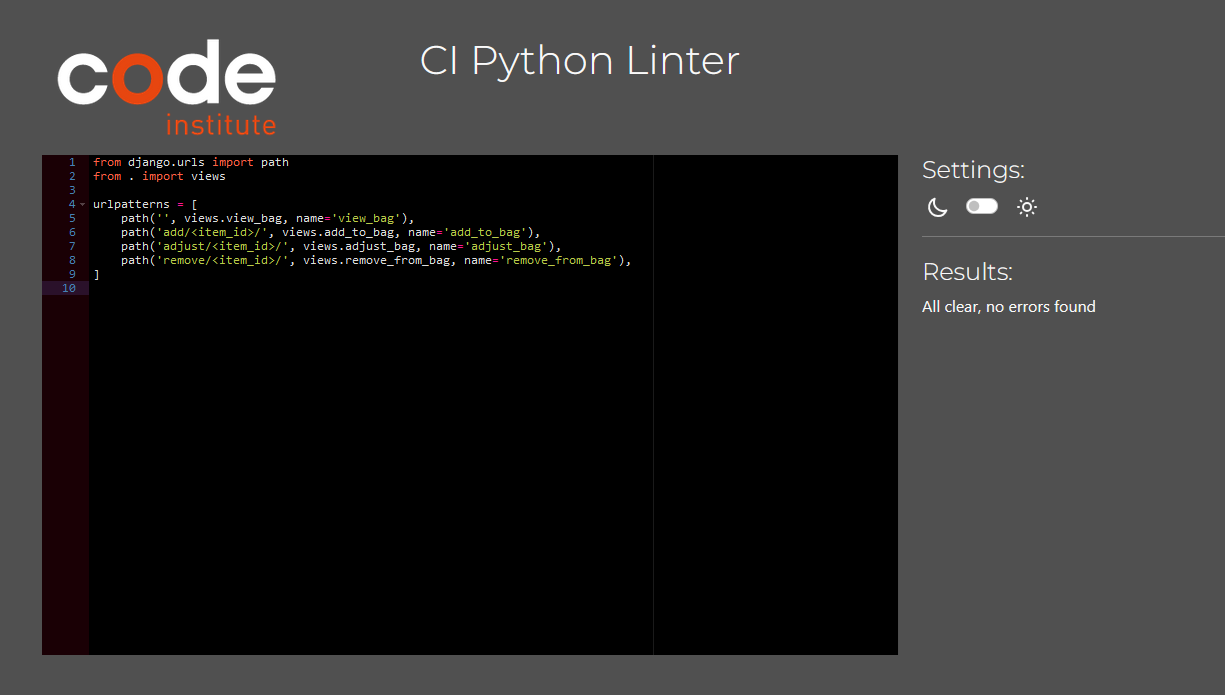 code
institute
CI Python Linter
1 from django.urls import path
2 from . import views
3
4 urlpatterns = [
5     path('', views.view_bag, name='view_bag'),
6     path('add/<item_id>/', views.add_to_bag, name='add_to_bag'),
7     path('adjust/<item_id>/', views.adjust_bag, name='adjust_bag'),
8     path('remove/<item_id>/', views.remove_from_bag, name='remove_from_bag'),
9 ]
10
Settings:
Results:
All clear, no errors found